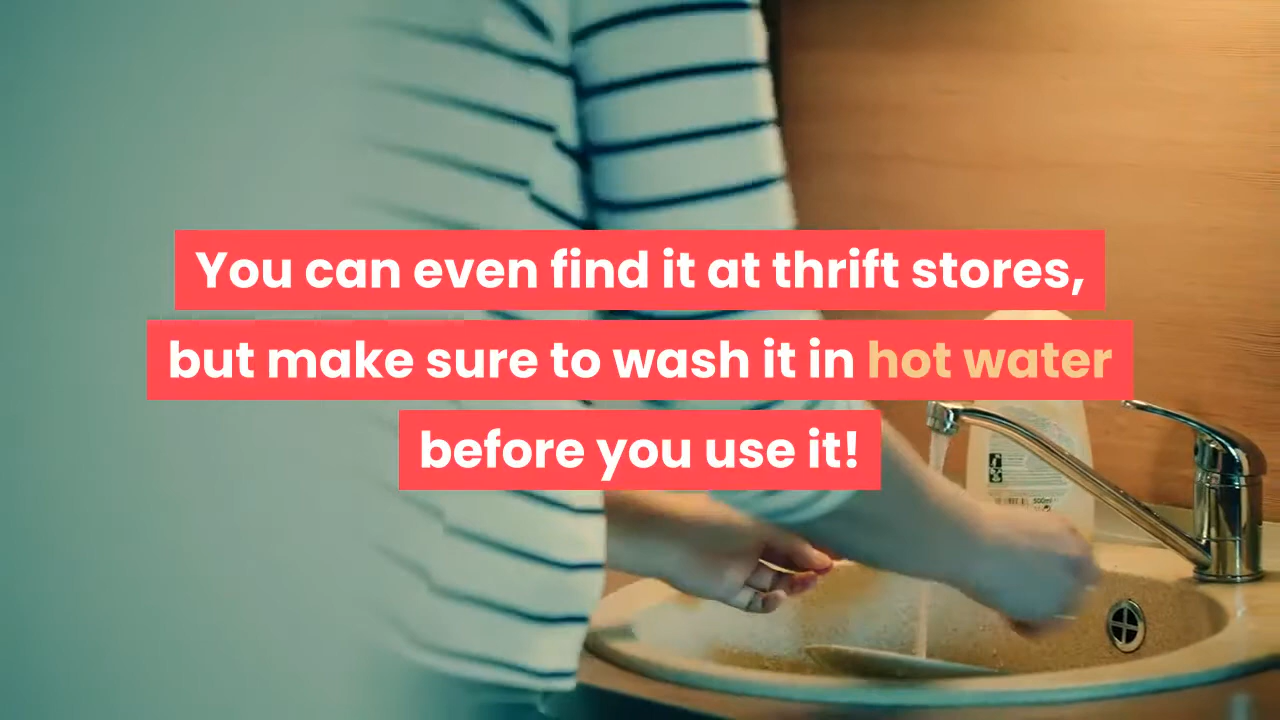 You can even find it at thrift stores,
but make sure to wash it in hot water
before you use it!
500ml